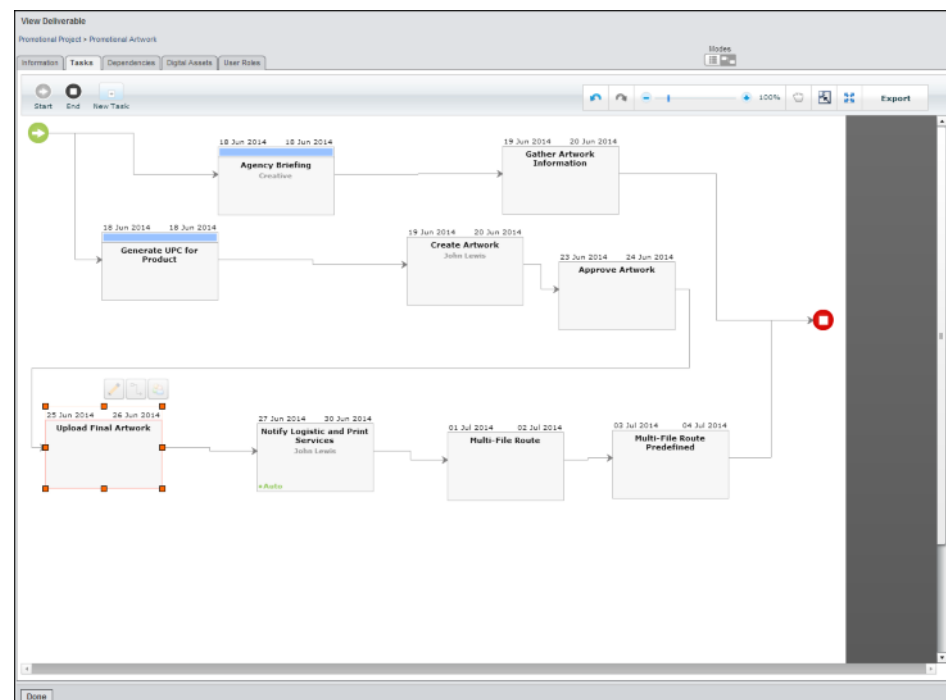 View Deliverable
Promotional Project > Promotional Artwork
Modes
Information Tasks Dependencies Digital Assets User Roles
Start End New Task
100%
Export
18 Jun 2014 18 Jun 2014
Agency Briefing
Creative
19 Jun 2014 20 Jun 2014
Gather Artwork
Information
18 Jun 2014 18 Jun 2014
Generate UPC for
Product
19 Jun 2014 20 Jun 2014
Create Artwork
John Lewis
23 Jun 2014 24 Jun 2014
Approve Artwork
25 Jun 2014 26 Jun 2014
Upload Final Artwork
27 Jun 2014 30 Jun 2014
Notify Logistic and Print
Services
John Lewis
Auto
01 Jul 2014 02 Jul 2014
Multi-File Route
03 Jul 2014 04 Jul 2014
Multi-File Route
Predefined
Done